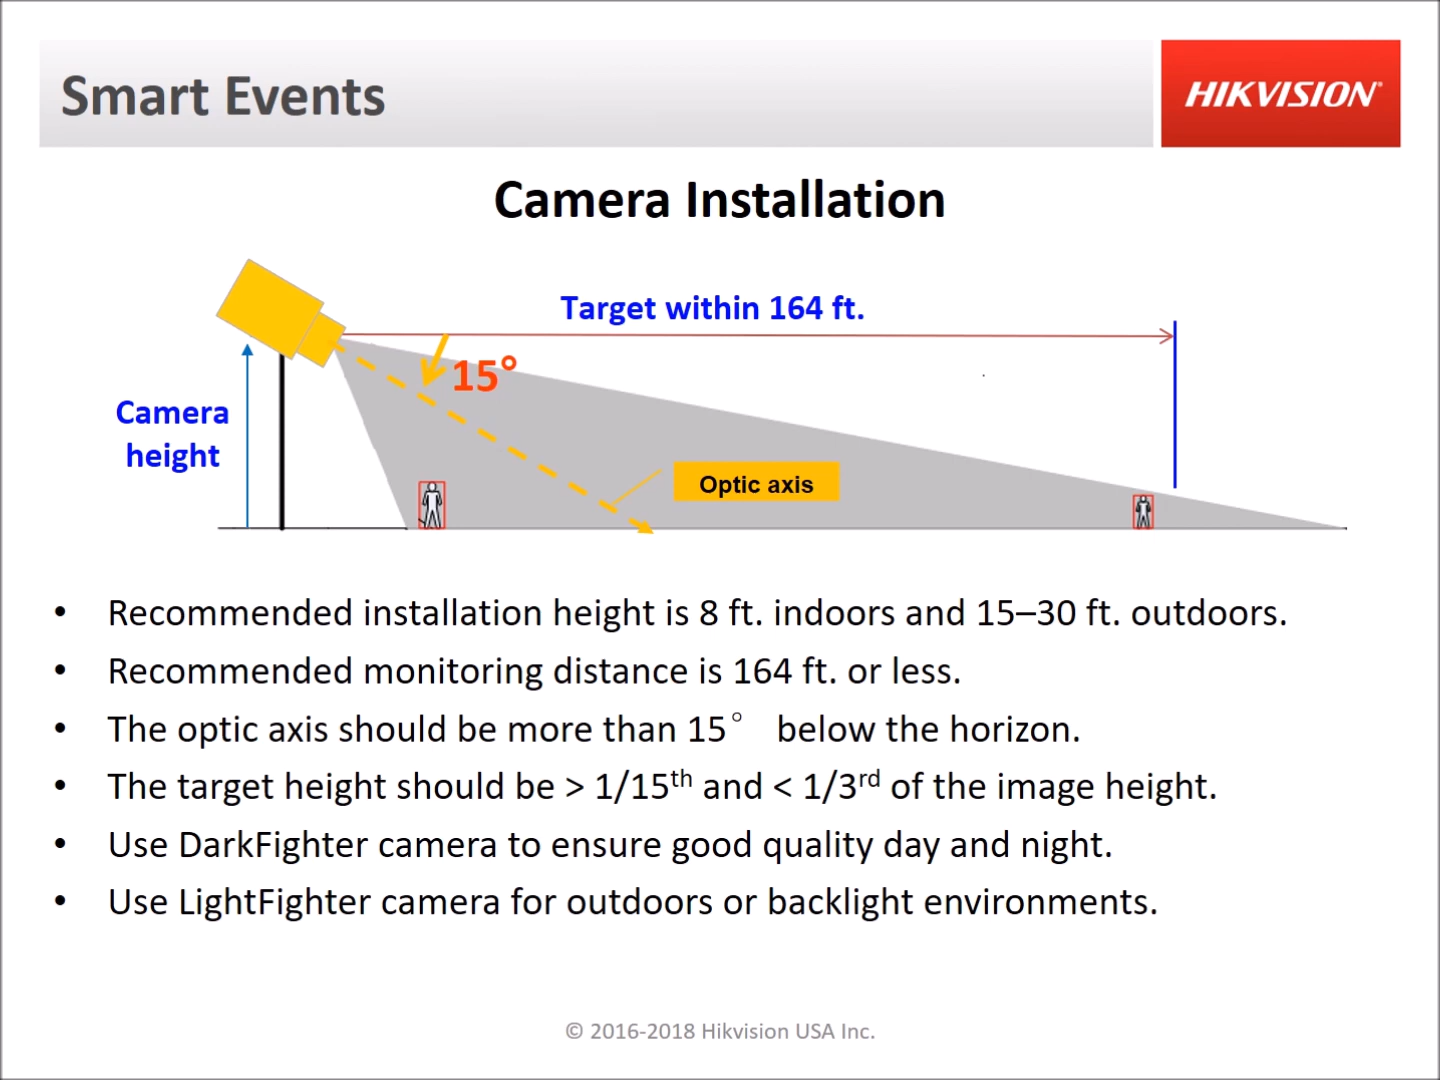 Smart Events
HIKVISION®
Camera Installation
Target within 164 ft.
15°
Camera
height
Optic axis
• Recommended installation height is 8 ft. indoors and 15–30 ft. outdoors.
• Recommended monitoring distance is 164 ft. or less.
• The optic axis should be more than 15° below the horizon.
• The target height should be > 1/15th and < 1/3rd of the image height.
• Use DarkFighter camera to ensure good quality day and night.
• Use LightFighter camera for outdoors or backlight environments.
© 2016-2018 Hikvision USA Inc.